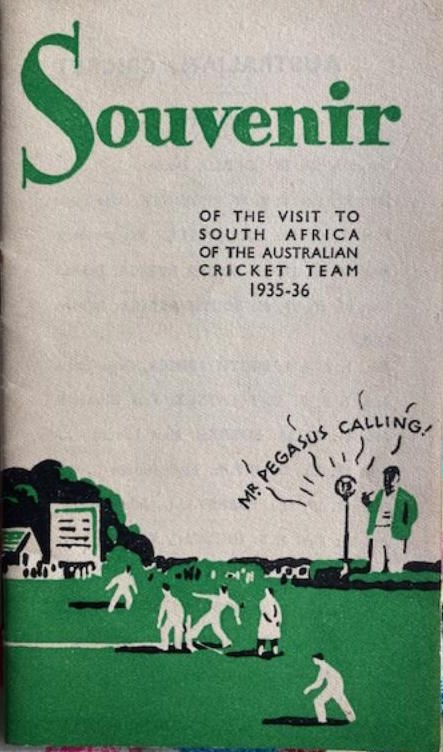 Souvenir
OF THE VISIT TO
SOUTH AFRICA
OF THE AUSTRALIAN
CRICKET TEAM
1935-36
MR. PEGASUS CALLING!